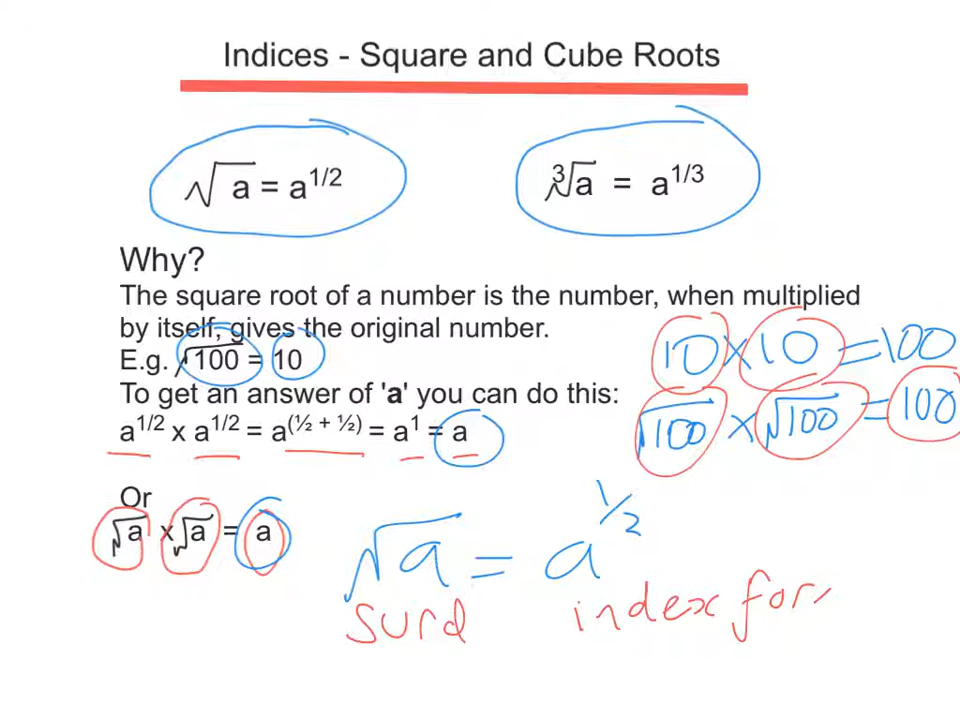 Indices - Square and Cube Roots
√a = a^1/2
∛a = a^1/3
Why?
The square root of a number is the number, when multiplied
by itself, gives the original number.
E.g. √100 = 10
10 × 10 = 100
To get an answer of 'a' you can do this:
√100 × √100 = 100
a^1/2 x a^1/2 = a^(½ + ½) = a^1 = a
Or
√a x √a = a
√a = a^1/2
surd
index for